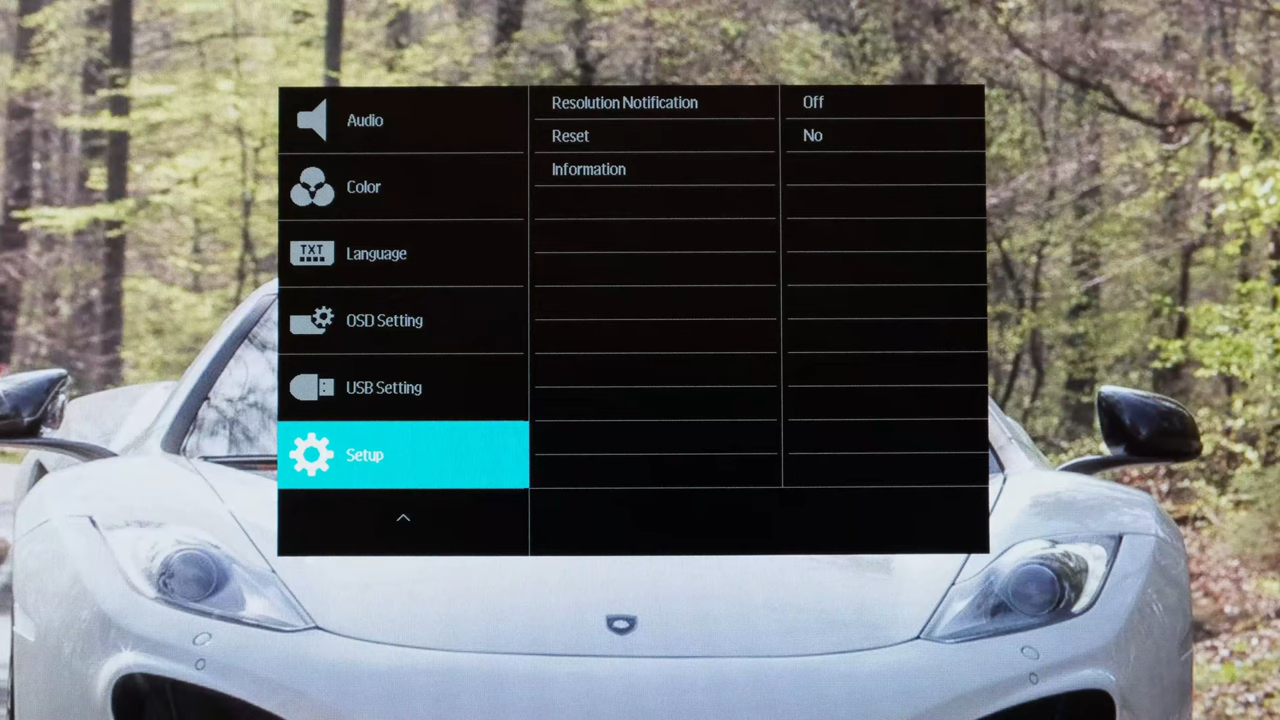 Audio
Color
TXT
Language
OSD Setting
USB Setting
Setup
Resolution Notification
Off
Reset
No
Information